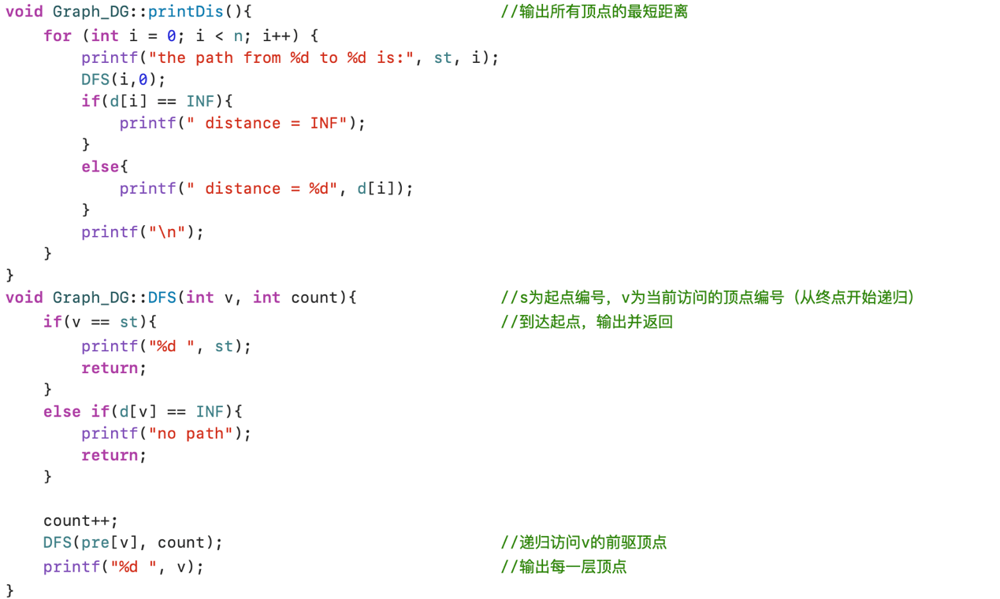 void Graph_DG::printDis(){ //输出所有顶点的最短距离
    for (int i = 0; i < n; i++) {
        printf("the path from %d to %d is:", st, i);
        DFS(i,0);
        if(d[i] == INF){
            printf(" distance = INF");
        }
        else{
            printf(" distance = %d", d[i]);
        }
        printf("\n");
    }
}
void Graph_DG::DFS(int v, int count){ //s为起点编号，v为当前访问的顶点编号（从终点开始递归）
    if(v == st){ //到达起点，输出并返回
        printf("%d ", st);
        return;
    }
    else if(d[v] == INF){
        printf("no path");
        return;
    }
    count++;
    DFS(pre[v], count); //递归访问v的前驱顶点
    printf("%d ", v); //输出每一层顶点
}